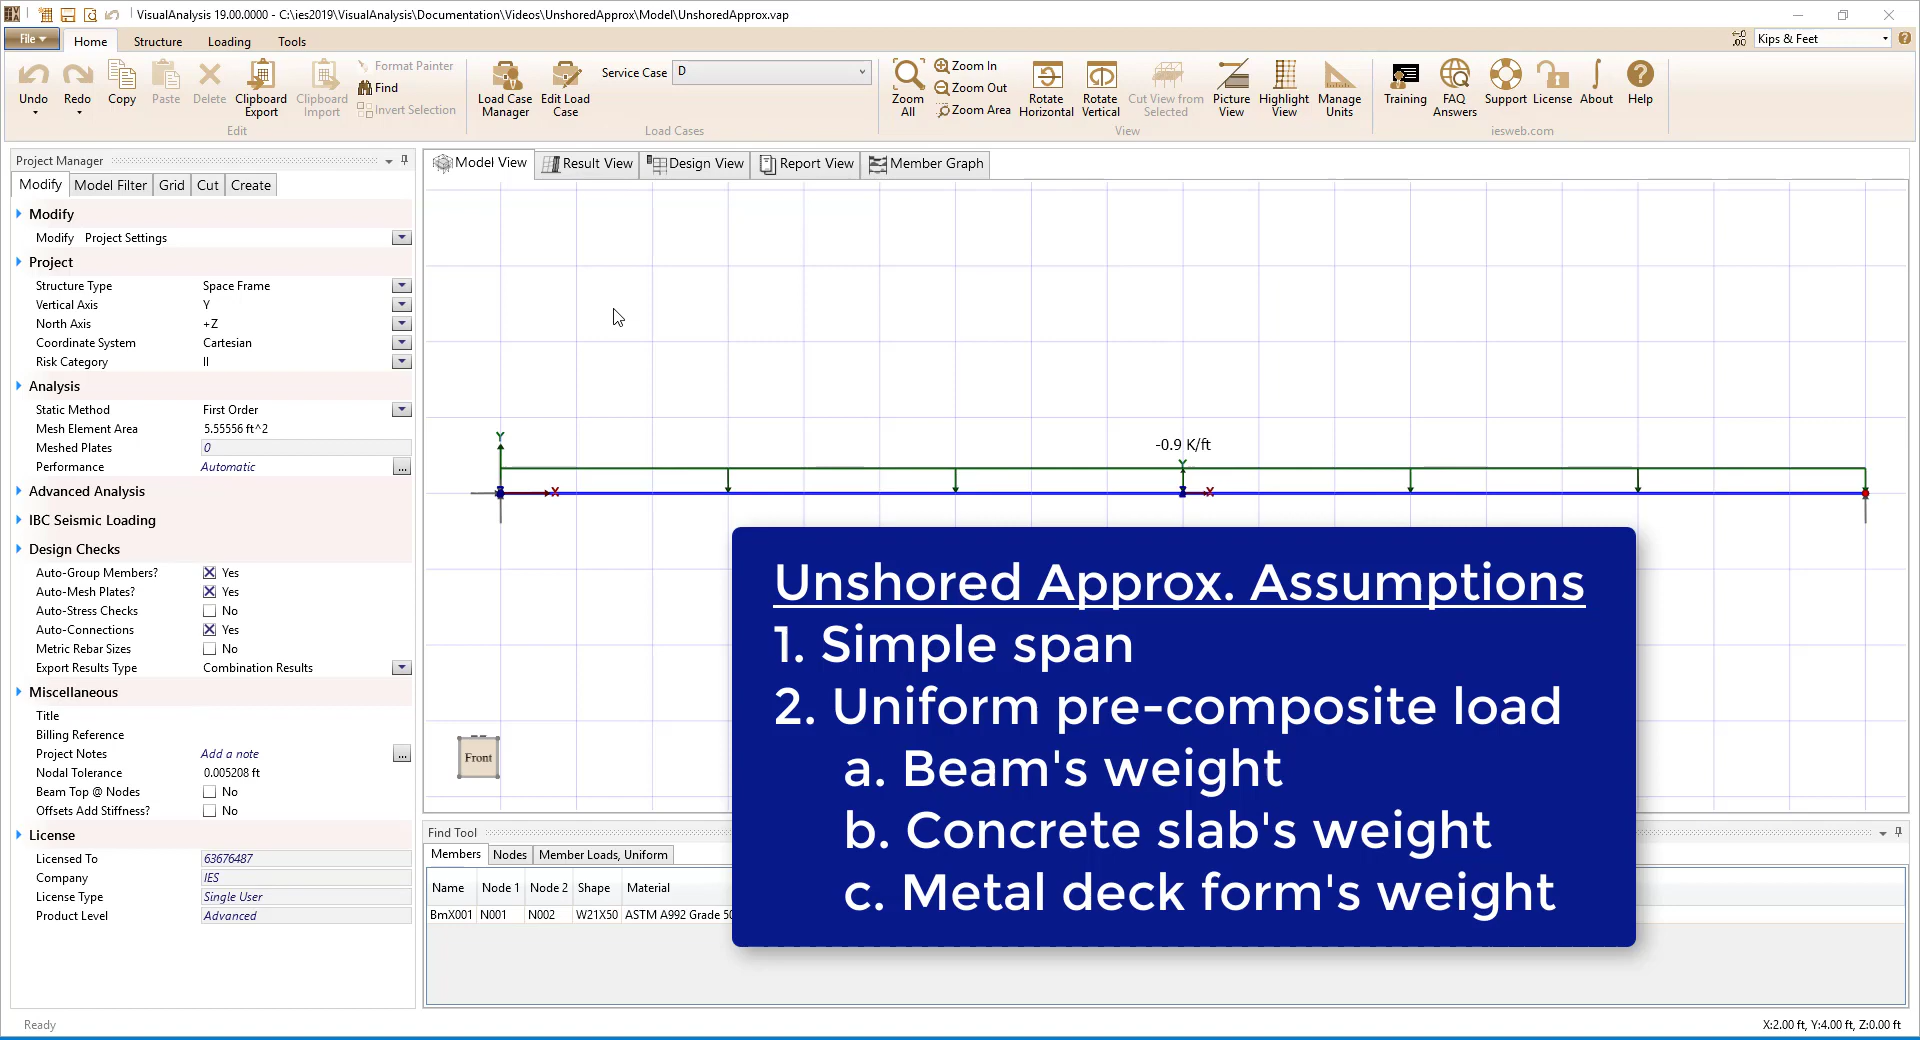 VisualAnalysis 19.00.0000 - C:\ies2019\VisualAnalysis\Documentation\Videos\UnshoredApprox\Model\UnshoredApprox.vap
File Home Structure Loading Tools Kips & Feet
Undo Redo Copy Paste Delete Clipboard Export Clipboard Import
Format Painter
Find
Invert Selection
Edit
Load Case Manager Edit Load Case Service Case D
Load Cases
Zoom All
Zoom In
Zoom Out
Zoom Area
Rotate Horizontal Rotate Vertical Cut View from Selected Picture View Highlight View Manage Units
View
Training FAQ Answers Support License About Help
iesweb.com
Project Manager
Modify Model Filter Grid Cut Create
Modify
Modify Project Settings
Project
Structure Type Space Frame
Vertical Axis Y
North Axis +Z
Coordinate System Cartesian
Risk Category II
Analysis
Static Method First Order
Mesh Element Area 5.55556 ft^2
Meshed Plates 0
Performance Automatic ...
Advanced Analysis
IBC Seismic Loading
Design Checks
Auto-Group Members? Yes
Auto-Mesh Plates? Yes
Auto-Stress Checks No
Auto-Connections Yes
Metric Rebar Sizes No
Export Results Type Combination Results
Miscellaneous
Title
Billing Reference
Project Notes Add a note ...
Nodal Tolerance 0.005208 ft
Beam Top @ Nodes No
Offsets Add Stiffness? No
License
Licensed To 63676487
Company IES
License Type Single User
Product Level Advanced
Model View Result View Design View Report View Member Graph
-0.9 K/ft
Y Y
X X
Front
Unshored Approx. Assumptions
1. Simple span
2. Uniform pre-composite load
a. Beam's weight
b. Concrete slab's weight
c. Metal deck form's weight
Find Tool
Members Nodes Member Loads, Uniform
Name Node 1 Node 2 Shape Material
BmX001 N001 N002 W21X50 ASTM A992 Grade 50
Ready X:2.00 ft, Y:4.00 ft, Z:0.00 ft